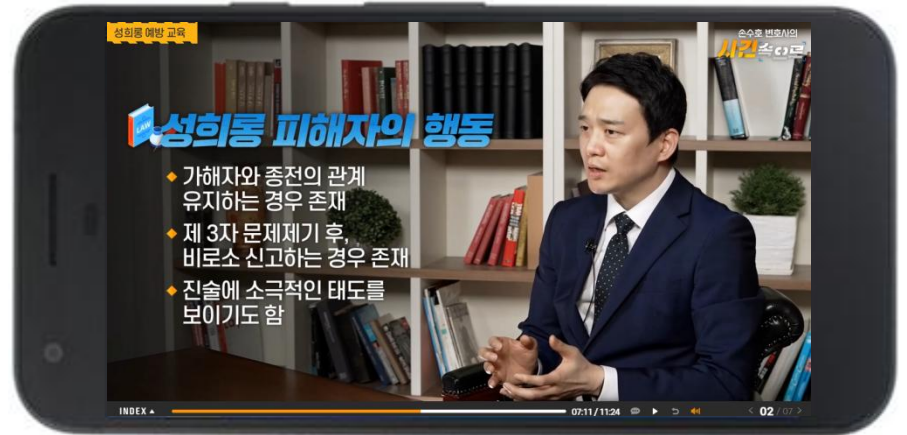 성희롱 예방 교육
손수호 변호사의
시간속으로
LAW
성희롱 피해자의 행동
가해자와 종전의 관계
유지하는 경우 존재
제 3자 문제제기 후,
비로소 신고하는 경우 존재
진술에 소극적인 태도를
보이기도 함
INDEX
07:11 / 11:24
02 / 07